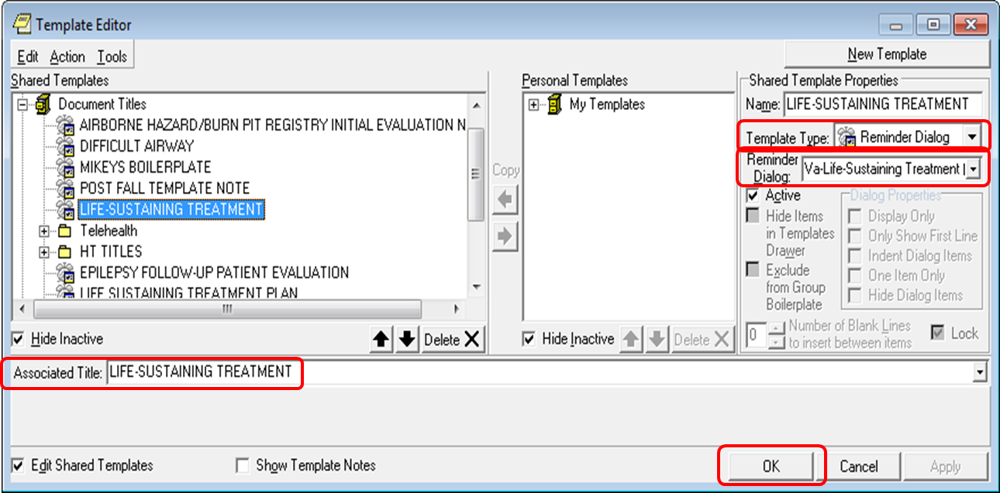 Template Editor
Edit Action Tools
New Template
Shared Templates
Document Titles
AIRBORNE HAZARD/BURN PIT REGISTRY INITIAL EVALUATION N
DIFFICULT AIRWAY
MIKEYS BOILERPLATE
POST FALL TEMPLATE NOTE
LIFE-SUSTAINING TREATMENT
Telehealth
HT TITLES
EPILEPSY FOLLOW-UP PATIENT EVALUATION
LIFE SUSTAINING TREATMENT PLAN
Hide Inactive
Delete
Copy
Personal Templates
My Templates
Hide Inactive
Delete
Shared Template Properties
Name: LIFE-SUSTAINING TREATMENT
Template Type: Reminder Dialog
Reminder
Dialog: Va-Life-Sustaining Treatment
Active
Hide Items
in Templates
Drawer
Exclude
from Group
Boilerplate
Dialog Properties
Display Only
Only Show First Line
Indent Dialog Items
One Item Only
Hide Dialog Items
0 Number of Blank Lines
to insert between items
Lock
Associated Title: LIFE-SUSTAINING TREATMENT
Edit Shared Templates
Show Template Notes
OK
Cancel
Apply